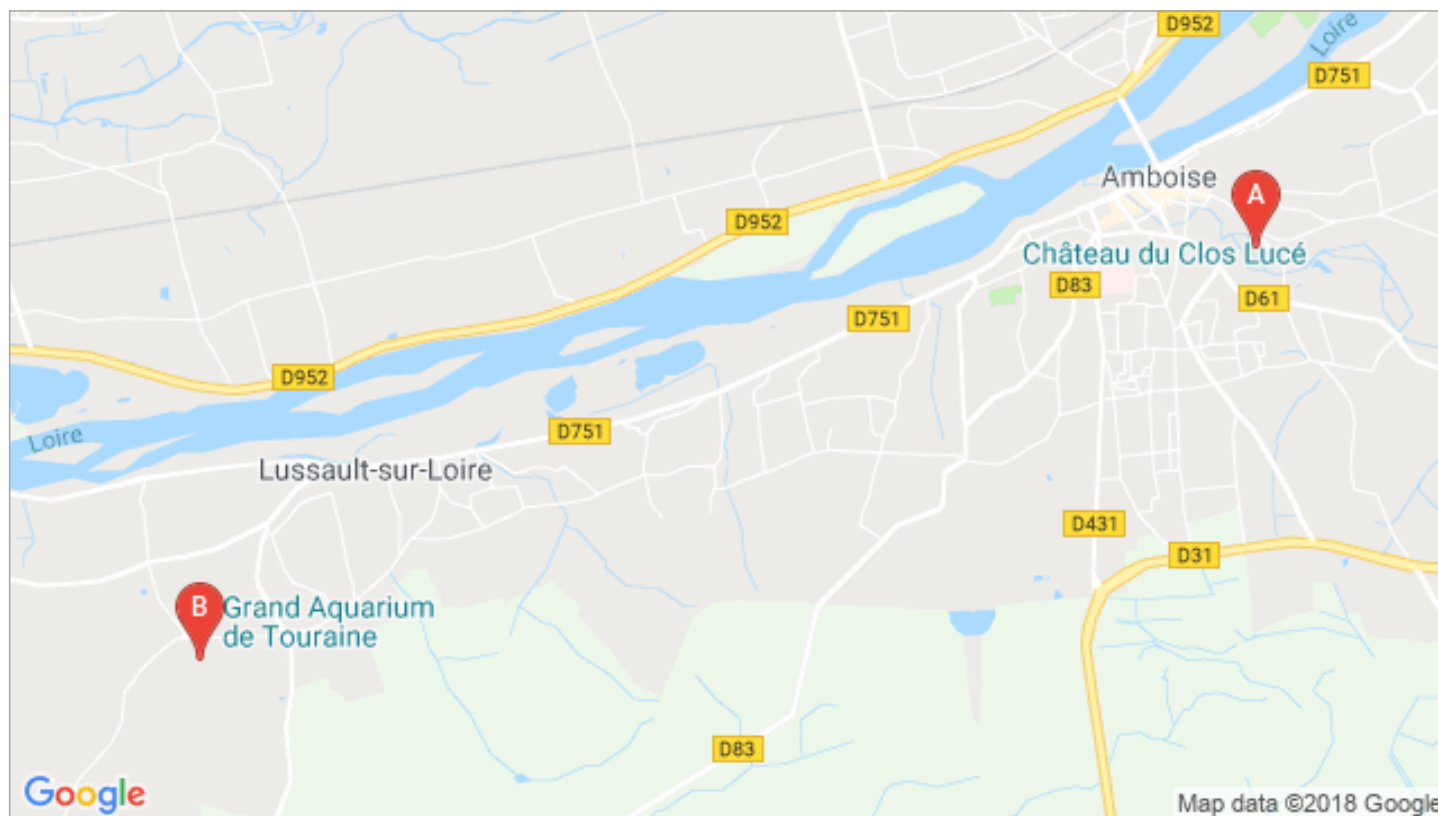 D952
Loire
D751
Amboise
A
D952
Château du Clos Lucé
D83
D61
D751
D952
D751
Loire
Lussault-sur-Loire
D431
D31
B
Grand Aquarium
de Touraine
D83
Google
Map data ©2018 Google